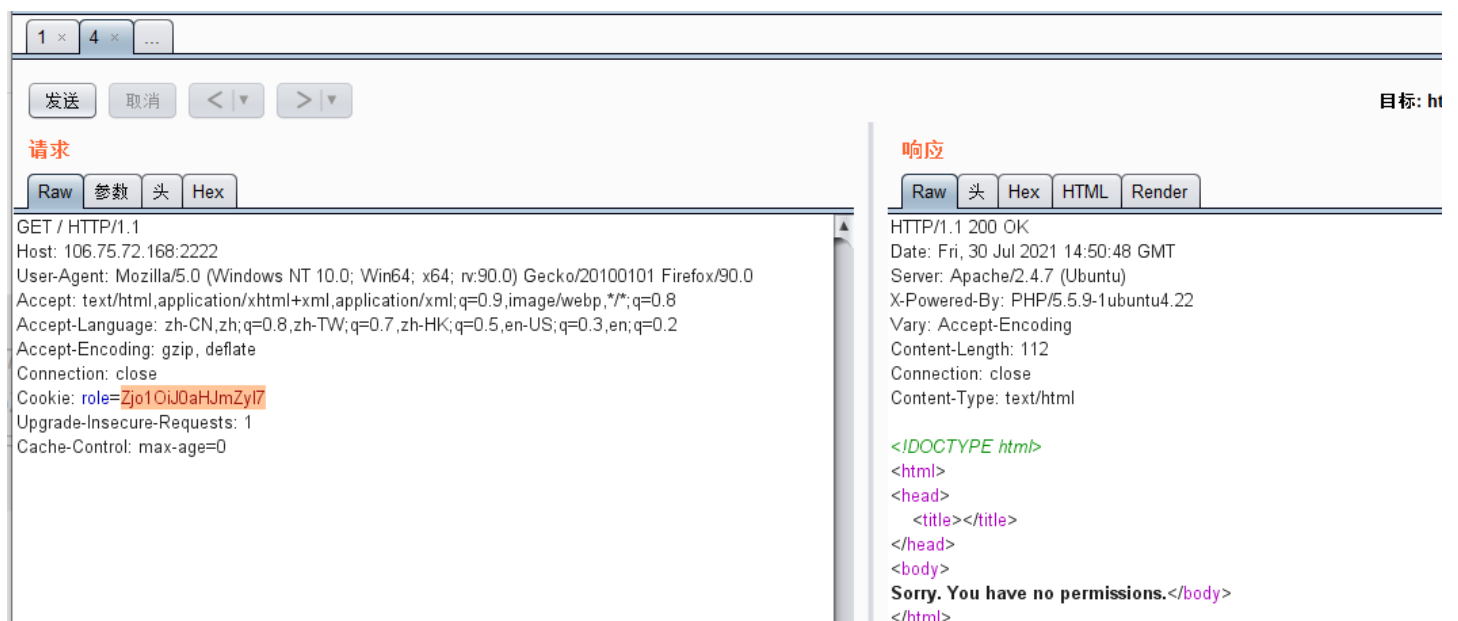 1 × 4 × ...
发送 取消 < ▼ > ▼
目标: ht
请求
Raw 参数 头 Hex
GET / HTTP/1.1
Host: 106.75.72.168:2222
User-Agent: Mozilla/5.0 (Windows NT 10.0; Win64; x64; rv:90.0) Gecko/20100101 Firefox/90.0
Accept: text/html,application/xhtml+xml,application/xml;q=0.9,image/webp,*/*;q=0.8
Accept-Language: zh-CN,zh;q=0.8,zh-TW;q=0.7,zh-HK;q=0.5,en-US;q=0.3,en;q=0.2
Accept-Encoding: gzip, deflate
Connection: close
Cookie: role=Zjo1OiJ0aHJmZyI7
Upgrade-Insecure-Requests: 1
Cache-Control: max-age=0
响应
Raw 头 Hex HTML Render
HTTP/1.1 200 OK
Date: Fri, 30 Jul 2021 14:50:48 GMT
Server: Apache/2.4.7 (Ubuntu)
X-Powered-By: PHP/5.5.9-1ubuntu4.22
Vary: Accept-Encoding
Content-Length: 112
Connection: close
Content-Type: text/html
<!DOCTYPE html>
<html>
<head>
<title></title>
</head>
<body>
Sorry. You have no permissions.</body>
</html>